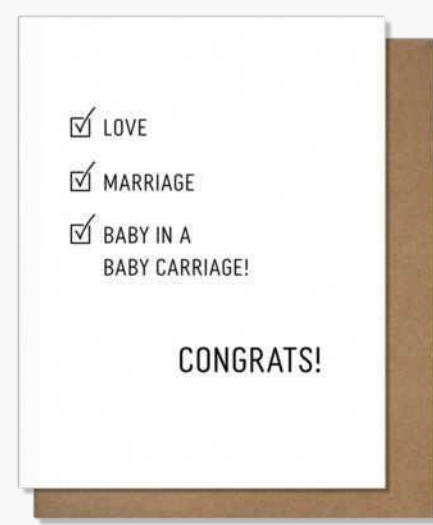 LOVE
MARRIAGE
BABY IN A
BABY CARRIAGE!
CONGRATS!